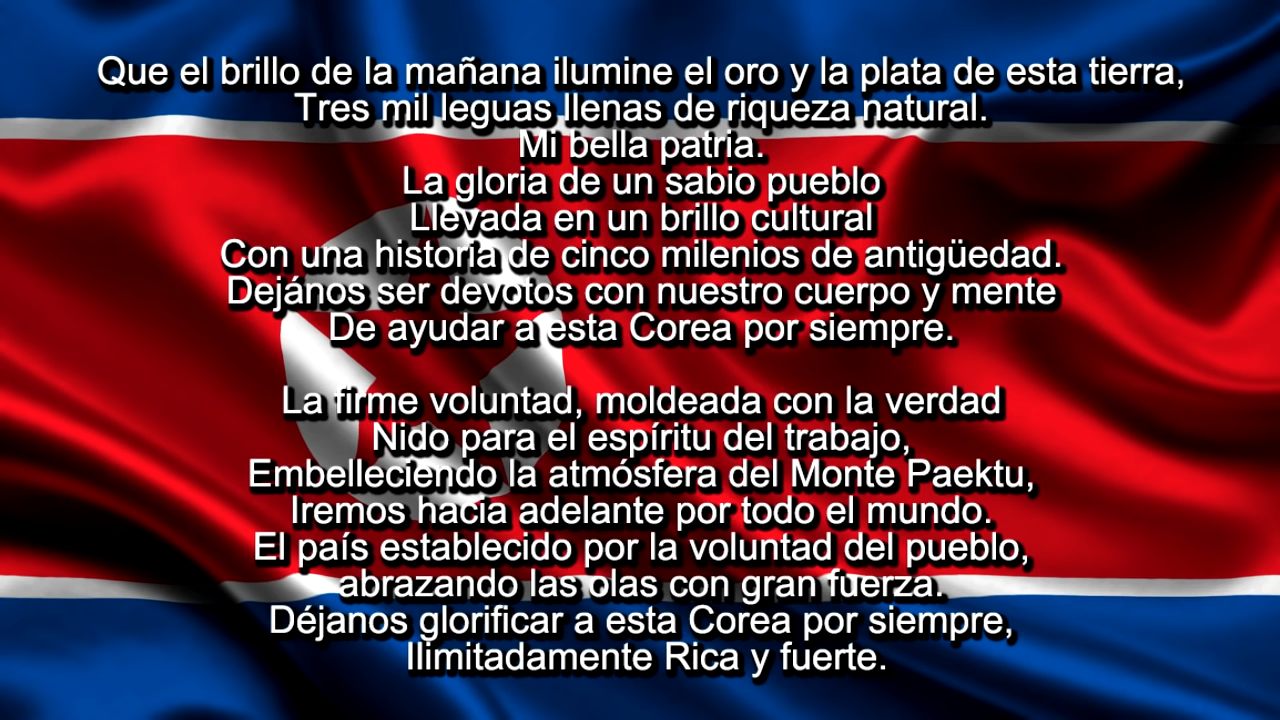 Que el brillo de la mañana ilumine el oro y la plata de esta tierra,
Tres mil leguas llenas de riqueza natural.
Mi bella patria.
La gloria de un sabio pueblo
Llevada en un brillo cultural
Con una historia de cinco milenios de antigüedad.
Dejános ser devotos con nuestro cuerpo y mente
De ayudar a esta Corea por siempre.

La firme voluntad, moldeada con la verdad
Nido para el espíritu del trabajo,
Embelleciendo la atmósfera del Monte Paektu,
Iremos hacia adelante por todo el mundo.
El país establecido por la voluntad del pueblo,
abrazando las olas con gran fuerza.
Déjanos glorificar a esta Corea por siempre,
Ilimitadamente Rica y fuerte.